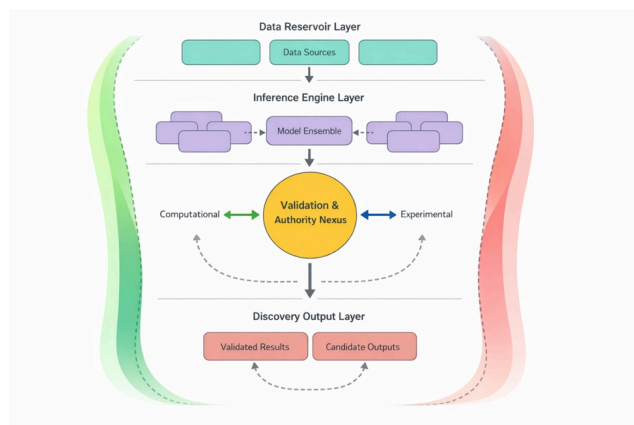 Data Reservoir Layer
Data Sources
Inference Engine Layer
Model Ensemble
Validation &
Authority Nexus
Computational
Experimental
Discovery Output Layer
Validated Results
Candidate Outputs